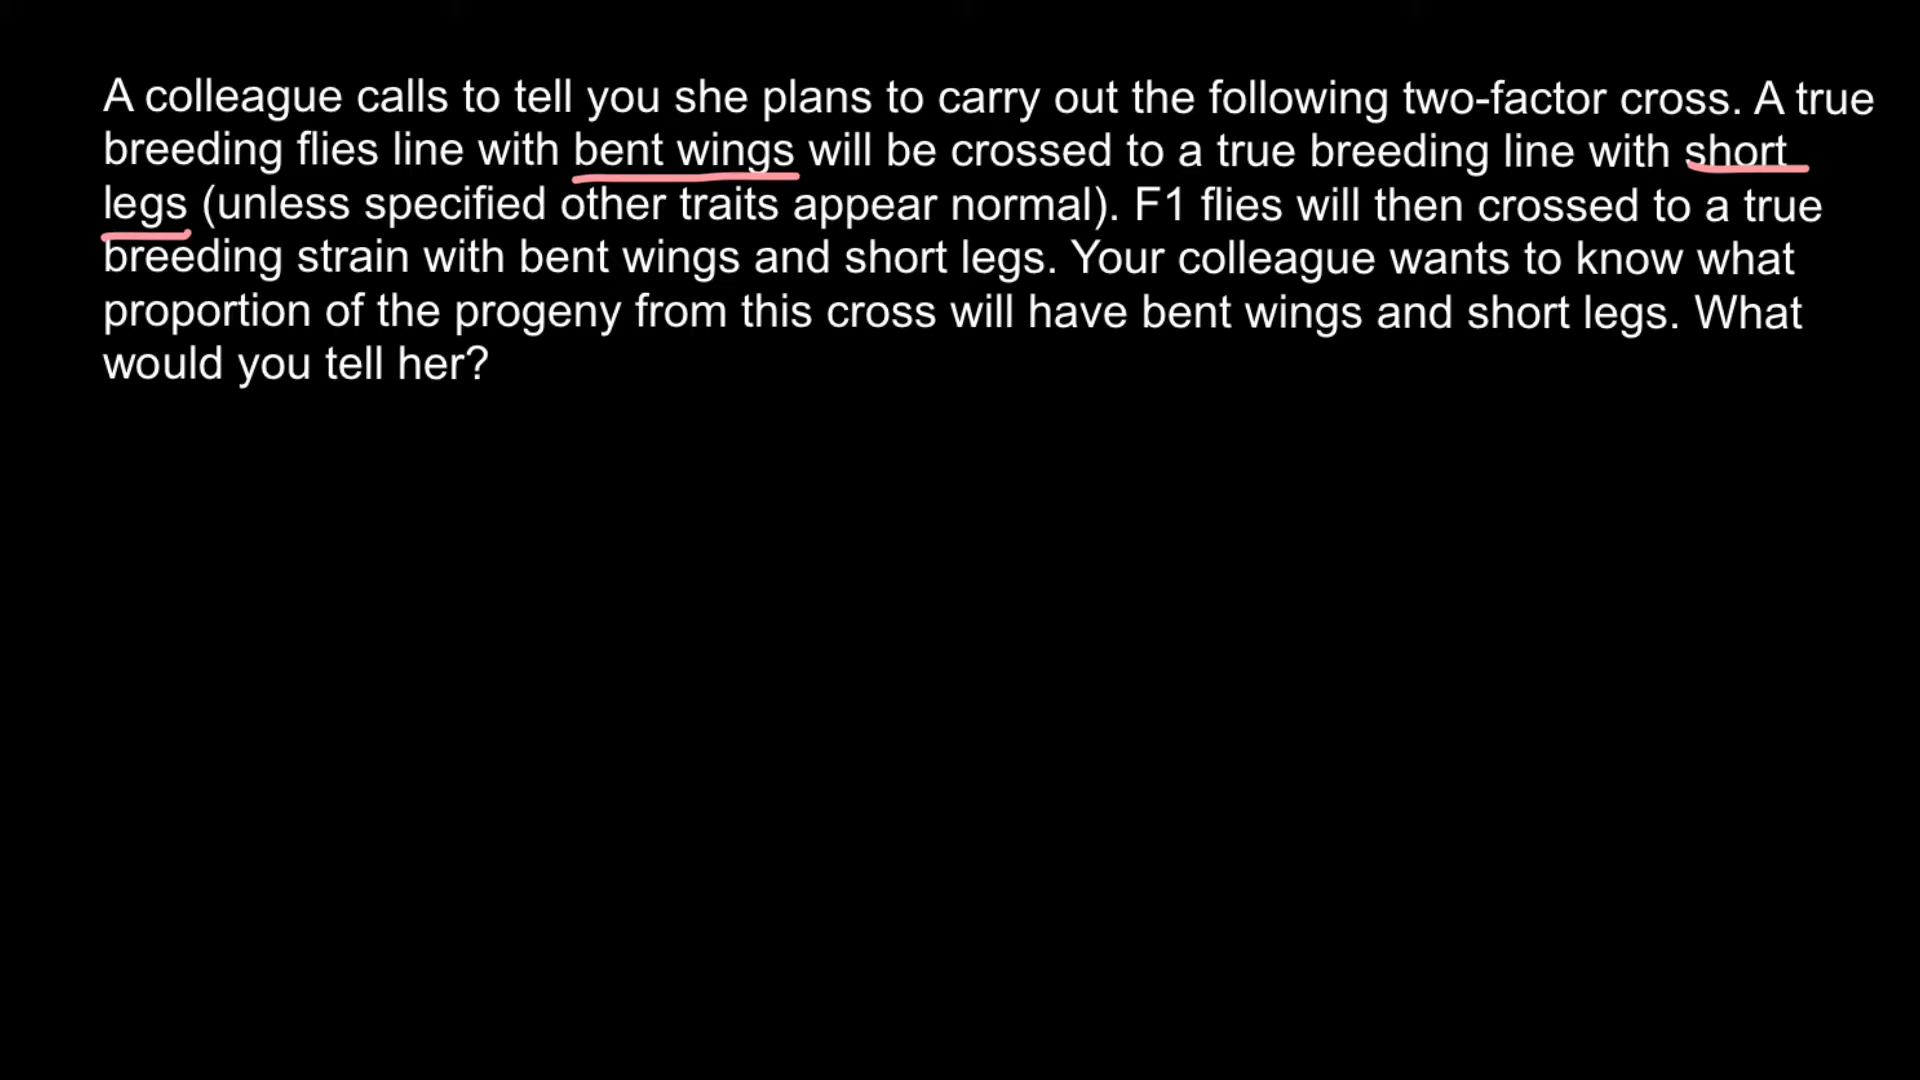 A colleague calls to tell you she plans to carry out the following two-factor cross. A true
breeding flies line with bent wings will be crossed to a true breeding line with short
legs (unless specified other traits appear normal). F1 flies will then crossed to a true
breeding strain with bent wings and short legs. Your colleague wants to know what
proportion of the progeny from this cross will have bent wings and short legs. What
would you tell her?